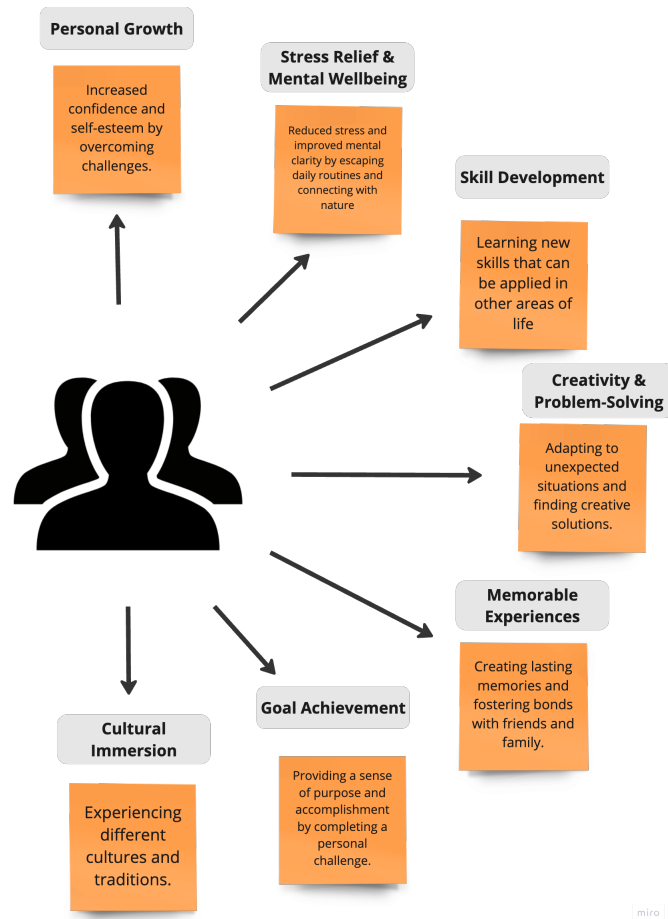 Personal Growth
Increased
confidence and
self-esteem by
overcoming
challenges.
Stress Relief &
Mental Wellbeing
Reduced stress and
improved mental
clarity by escaping
daily routines and
connecting with
nature
Skill Development
Learning new
skills that can
be applied in
other areas of
life
Creativity &
Problem-Solving
Adapting to
unexpected
situations and
finding creative
solutions.
Memorable
Experiences
Creating lasting
memories and
fostering bonds
with friends and
family.
Goal Achievement
Providing a sense
of purpose and
accomplishment
by completing a
personal
challenge.
Cultural
Immersion
Experiencing
different
cultures and
traditions.
miro